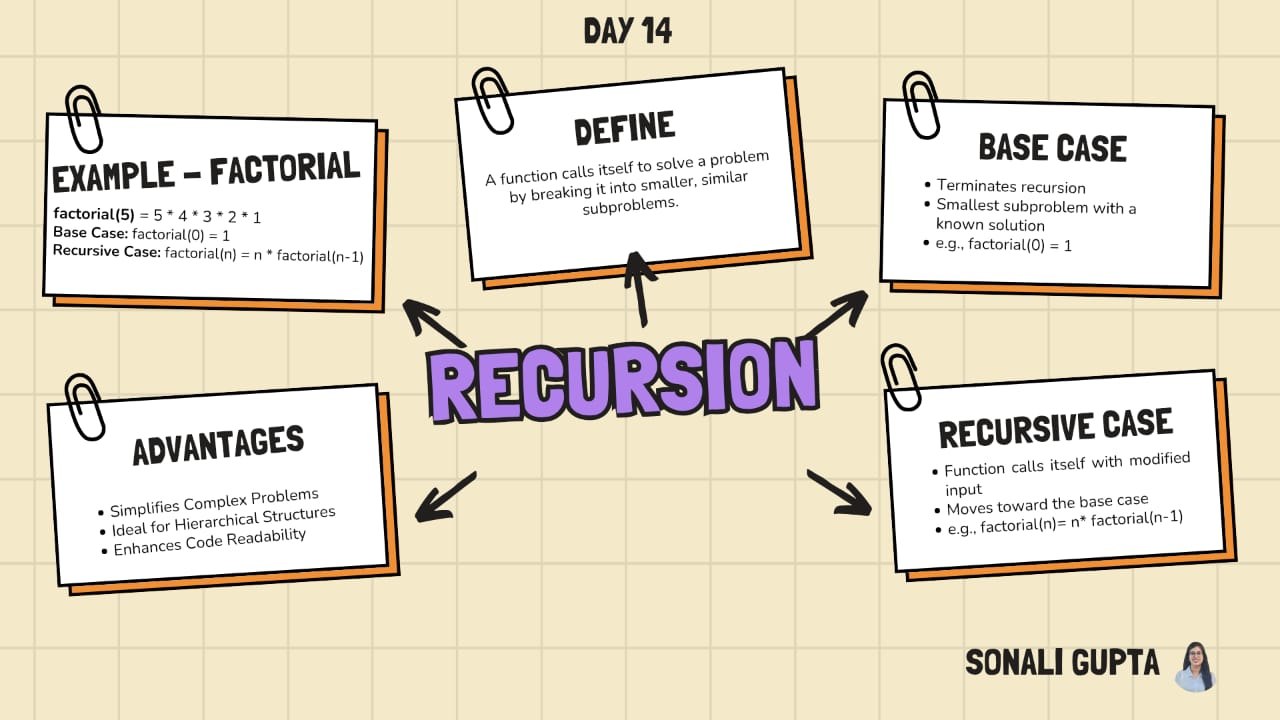 DAY 14
EXAMPLE – FACTORIAL
factorial(5) = 5 * 4 * 3 * 2 * 1
Base Case: factorial(0) = 1
Recursive Case: factorial(n) = n * factorial(n-1)
DEFINE
A function calls itself to solve a problem
by breaking it into smaller, similar
subproblems.
BASE CASE
• Terminates recursion
• Smallest subproblem with a
known solution
• e.g., factorial(0) = 1
RECURSION
ADVANTAGES
• Simplifies Complex Problems
• Ideal for Hierarchical Structures
• Enhances Code Readability
RECURSIVE CASE
• Function calls itself with modified
input
• Moves toward the base case
• e.g., factorial(n)= n* factorial(n-1)
SONALI GUPTA